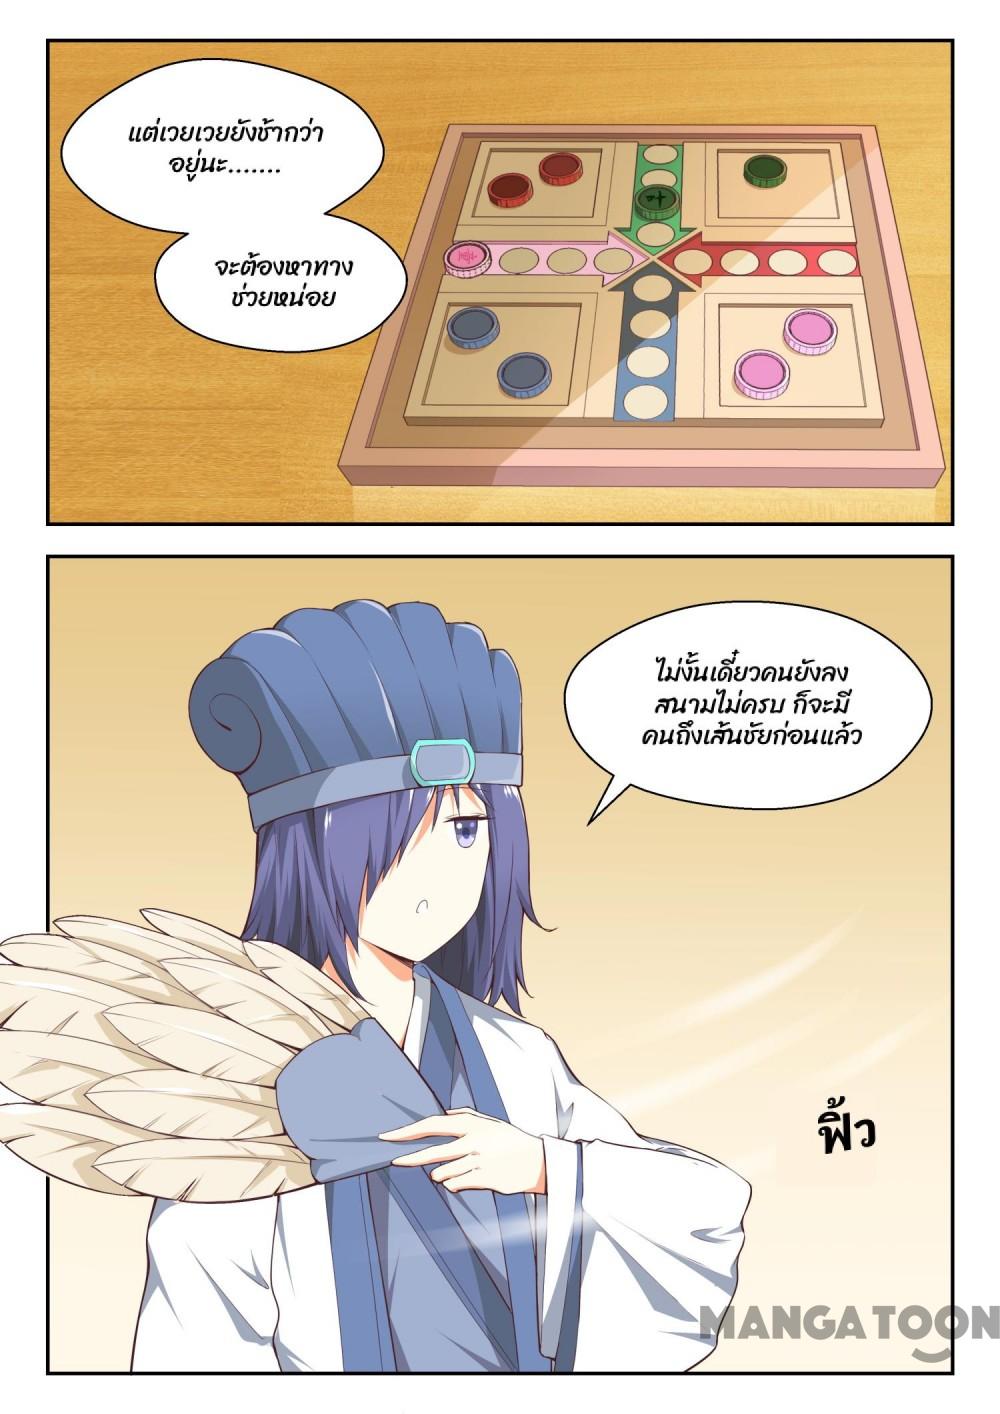 แต่เวยเวยยังช้ากว่า
อยู่นะ.......
จะต้องหาทาง
ช่วยหน่อย
ไม่งั้นเดี๋ยวคนยังลง
สนามไม่ครบ ก็จะมี
คนถึงเส้นชัยก่อนแล้ว
ฟิ้ว
MANGATOON